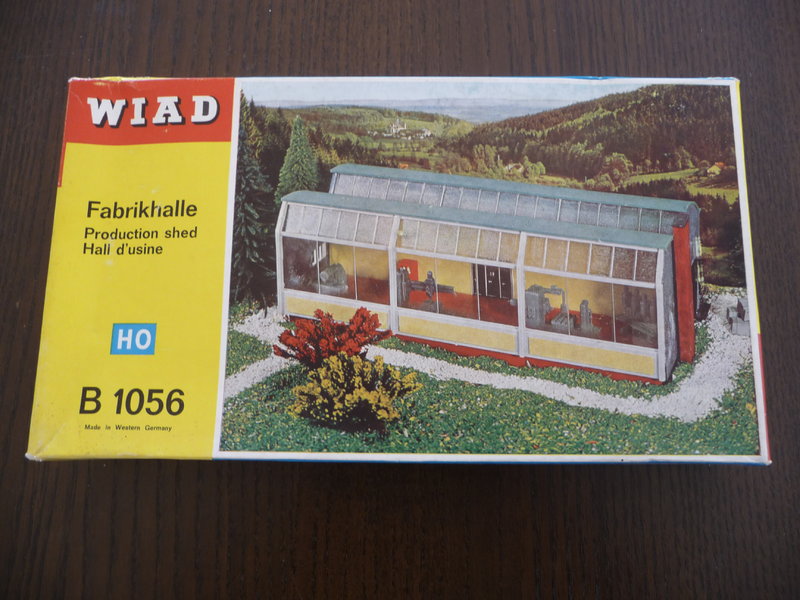 WIAD
Fabrikhalle
Production shed
Hall d'usine
HO
B 1056
Made in Western Germany